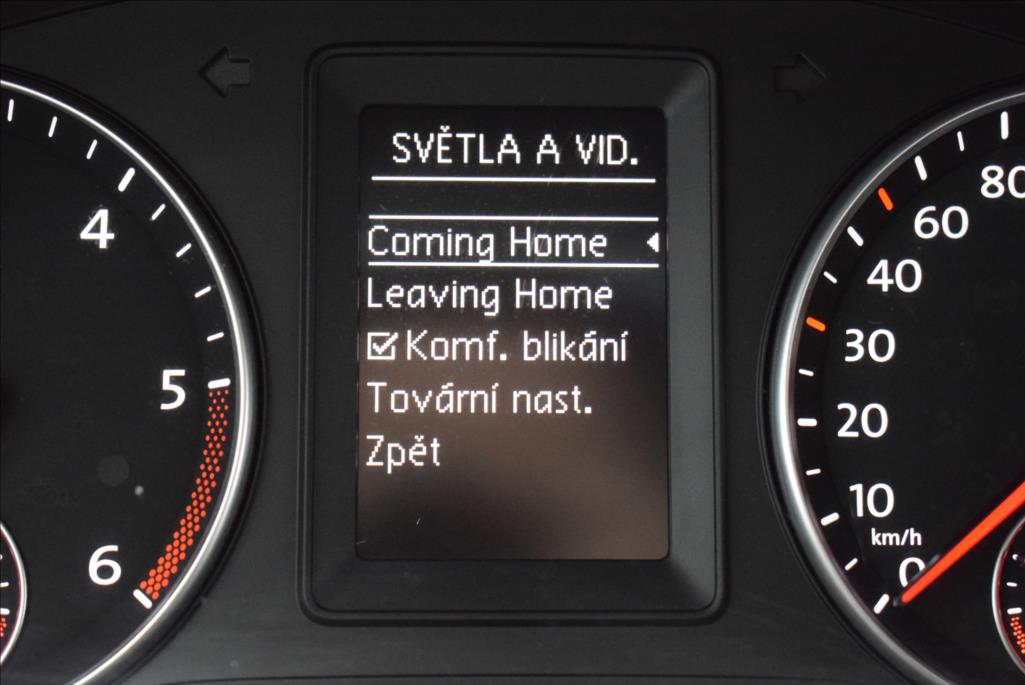 SVĚTLA A VID.
Coming Home
Leaving Home
Komf. blikání
Tovární nast.
Zpět
4
5
6
80
60
40
30
20
10
km/h
0